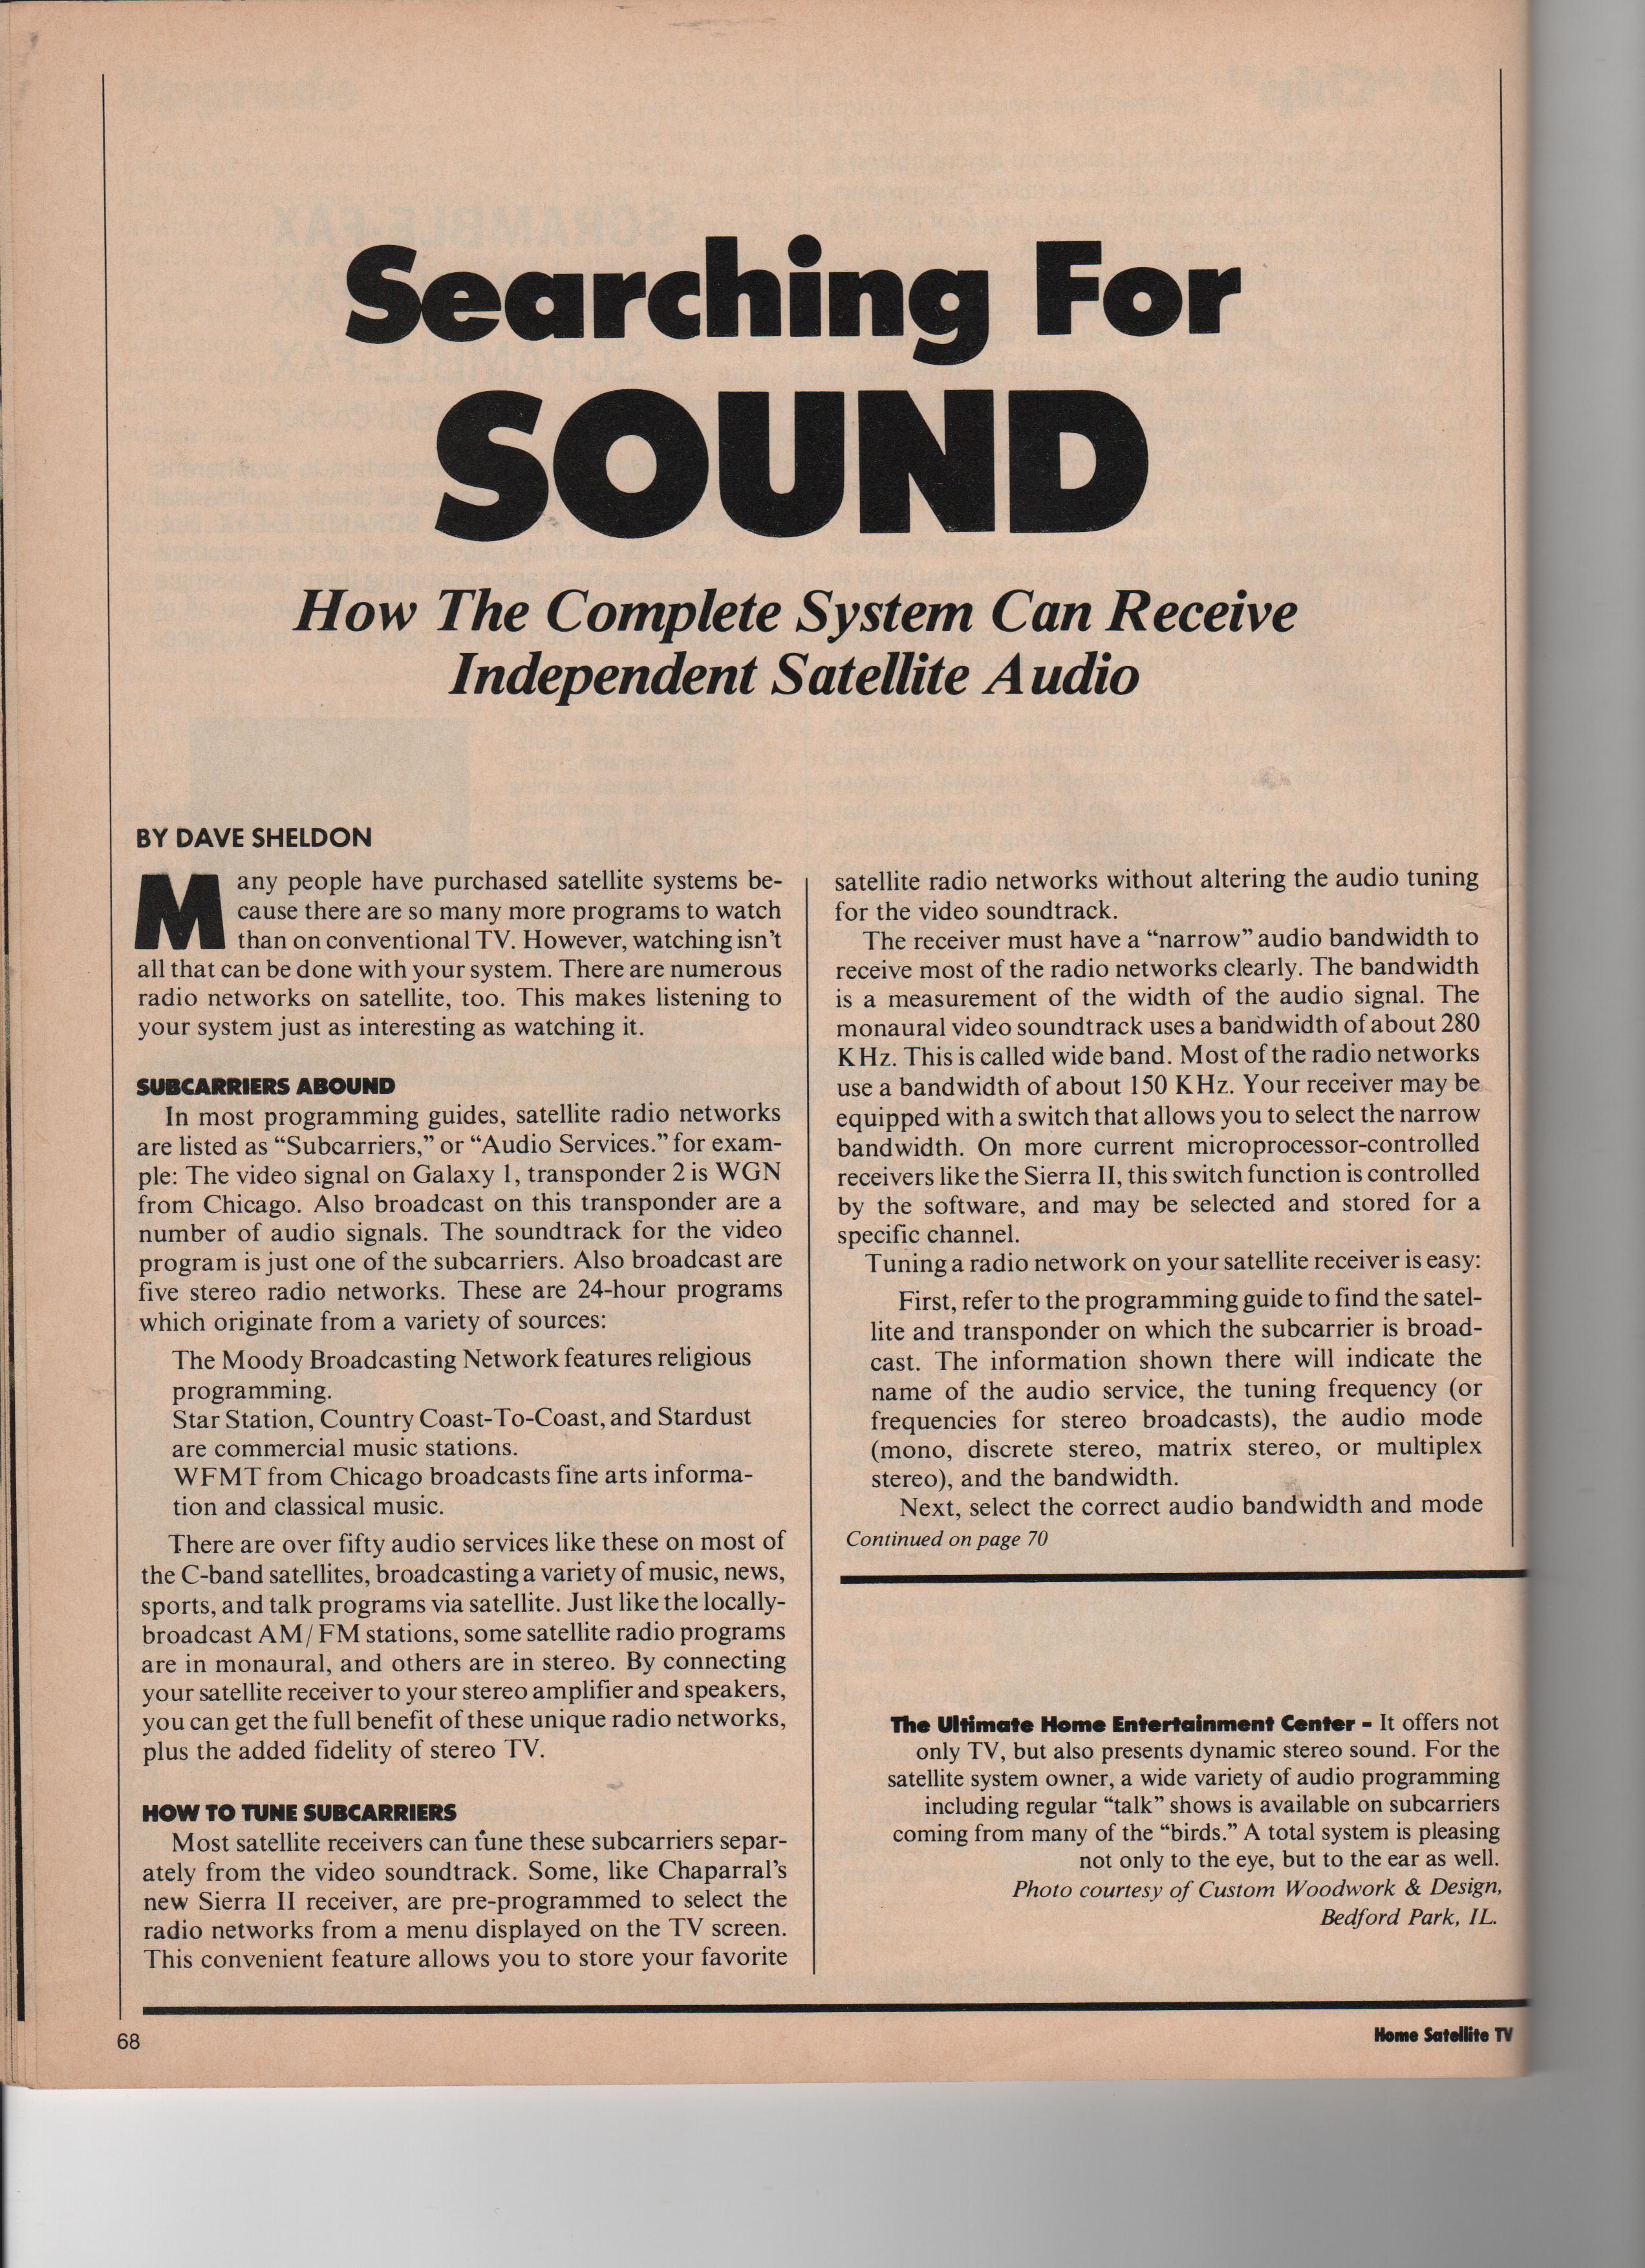 Searching For
SOUND
How The Complete System Can Receive
Independent Satellite Audio
BY DAVE SHELDON
Many people have purchased satellite systems be-
cause there are so many more programs to watch
than on conventional TV. However, watching isn't
all that can be done with your system. There are numerous
radio networks on satellite, too. This makes listening to
your system just as interesting as watching it.
SUBCARRIERS ABOUND
In most programming guides, satellite radio networks
are listed as “Subcarriers,” or “Audio Services.” for exam-
ple: The video signal on Galaxy 1, transponder 2 is WGN
from Chicago. Also broadcast on this transponder are a
number of audio signals. The soundtrack for the video
program is just one of the subcarriers. Also broadcast are
five stereo radio networks. These are 24-hour programs
which originate from a variety of sources:
The Moody Broadcasting Network features religious
programming.
Star Station, Country Coast-To-Coast, and Stardust
are commercial music stations.
WFMT from Chicago broadcasts fine arts informa-
tion and classical music.
There are over fifty audio services like these on most of
the C-band satellites, broadcasting a variety of music, news,
sports, and talk programs via satellite. Just like the locally-
broadcast AM/FM stations, some satellite radio programs
are in monaural, and others are in stereo. By connecting
your satellite receiver to your stereo amplifier and speakers,
you can get the full benefit of these unique radio networks,
plus the added fidelity of stereo TV.
HOW TO TUNE SUBCARRIERS
Most satellite receivers can tune these subcarriers separ-
ately from the video soundtrack. Some, like Chaparral's
new Sierra II receiver, are pre-programmed to select the
radio networks from a menu displayed on the TV screen.
This convenient feature allows you to store your favorite
satellite radio networks without altering the audio tuning
for the video soundtrack.
The receiver must have a “narrow” audio bandwidth to
receive most of the radio networks clearly. The bandwidth
is a measurement of the width of the audio signal. The
monaural video soundtrack uses a bandwidth of about 280
KHz. This is called wide band. Most of the radio networks
use a bandwidth of about 150 KHz. Your receiver may be
equipped with a switch that allows you to select the narrow
bandwidth. On more current microprocessor-controlled
receivers like the Sierra II, this switch function is controlled
by the software, and may be selected and stored for a
specific channel.
Tuning a radio network on your satellite receiver is easy:
First, refer to the programming guide to find the satel-
lite and transponder on which the subcarrier is broad-
cast. The information shown there will indicate the
name of the audio service, the tuning frequency (or
frequencies for stereo broadcasts), the audio mode
(mono, discrete stereo, matrix stereo, or multiplex
stereo), and the bandwidth.
Next, select the correct audio bandwidth and mode
Continued on page 70
The Ultimate Home Entertainment Center - It offers not
only TV, but also presents dynamic stereo sound. For the
satellite system owner, a wide variety of audio programming
including regular “talk” shows is available on subcarriers
coming from many of the “birds.” A total system is pleasing
not only to the eye, but to the ear as well.
Photo courtesy of Custom Woodwork & Design,
Bedford Park, IL.
68
Home Satellite TV